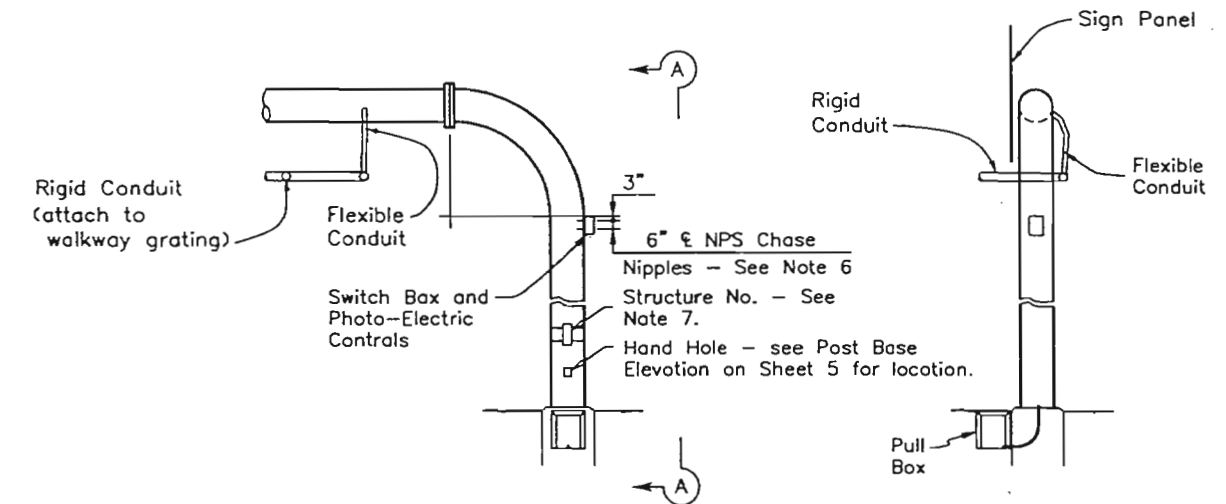 A
Sign Panel
Rigid
Conduit
Flexible
Conduit
Rigid Conduit
(attach to
walkway grating)
Flexible
Conduit
3"
6" ℄ NPS Chase
Nipples – See Note 6
Switch Box and
Photo–Electric
Controls
Structure No. – See
Note 7.
Hand Hole – see Post Base
Elevation on Sheet 5 for location.
Pull
Box
A